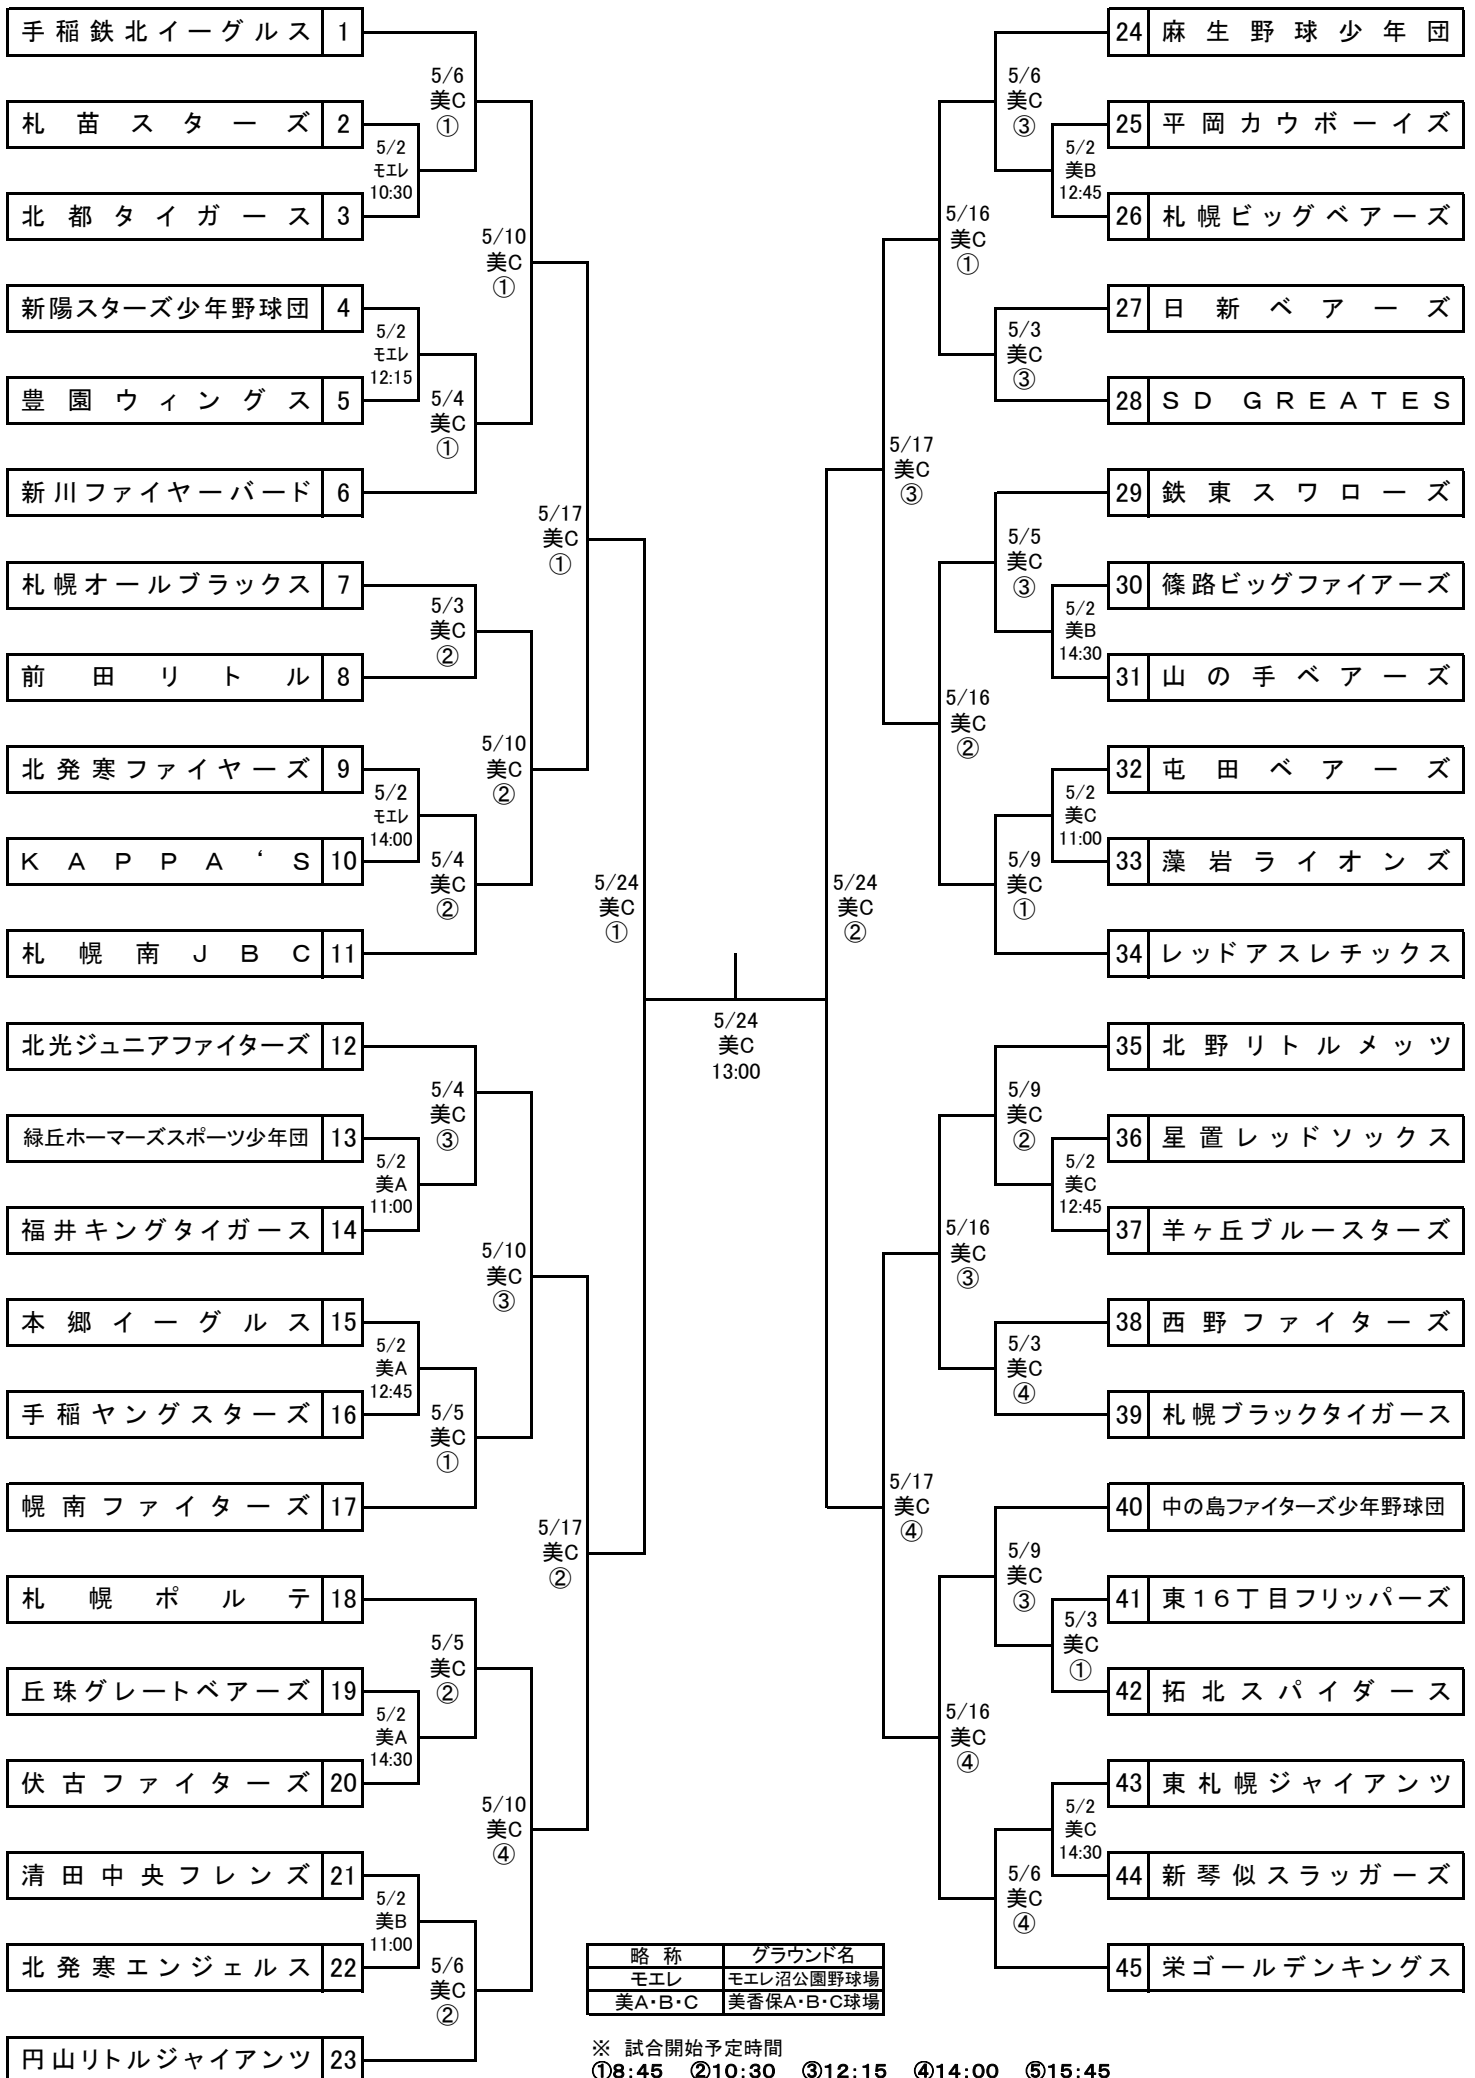 手稲鉄北イーグルス 1
5/6
美C
①
札苗スターズ 2
5/2
モエレ
10:30
北都タイガース 3
5/10
美C
①
新陽スターズ少年野球団 4
5/2
モエレ
12:15
豊園ウィングス 5
5/4
美C
①
新川ファイヤーバード 6
5/17
美C
①
札幌オールブラックス 7
5/3
美C
②
前田リトル 8
5/10
美C
②
北発寒ファイヤーズ 9
5/2
モエレ
14:00
KAPPA‘S 10
5/4
美C
②
札幌南JBC 11
5/24
美C
①
北光ジュニアファイターズ 12
5/4
美C
③
緑丘ホーマーズスポーツ少年団 13
5/2
美A
11:00
福井キングタイガース 14
5/10
美C
③
本郷イーグルス 15
5/2
美A
12:45
手稲ヤングスターズ 16
5/5
美C
①
幌南ファイターズ 17
5/17
美C
②
札幌ポルテ 18
5/5
美C
②
丘珠グレートベアーズ 19
5/2
美A
14:30
伏古ファイターズ 20
5/10
美C
④
清田中央フレンズ 21
5/2
美B
11:00
北発寒エンジェルス 22
5/6
美C
②
円山リトルジャイアンツ 23
5/24
美C
13:00
24 麻生野球少年団
5/6
美C
③
25 平岡カウボーイズ
5/2
美B
12:45
26 札幌ビッグベアーズ
5/16
美C
①
27 日新ベアーズ
5/3
美C
③
28 SD GREATES
5/17
美C
③
29 鉄東スワローズ
5/5
美C
③
30 篠路ビッグファイアーズ
5/2
美B
14:30
31 山の手ベアーズ
5/16
美C
②
32 屯田ベアーズ
5/2
美C
11:00
33 藻岩ライオンズ
5/9
美C
①
34 レッドアスレチックス
5/24
美C
②
35 北野リトルメッツ
5/9
美C
②
36 星置レッドソックス
5/2
美C
12:45
37 羊ヶ丘ブルースターズ
5/16
美C
③
38 西野ファイターズ
5/3
美C
④
39 札幌ブラックタイガース
5/17
美C
④
40 中の島ファイターズ少年野球団
5/9
美C
③
41 東16丁目フリッパーズ
5/3
美C
①
42 拓北スパイダース
5/16
美C
④
43 東札幌ジャイアンツ
5/2
美C
14:30
44 新琴似スラッガーズ
5/6
美C
④
45 栄ゴールデンキングス
略称 グラウンド名
モエレ モエレ沼公園野球場
美A・B・C 美香保A・B・C球場
※ 試合開始予定時間
①8:45 ②10:30 ③12:15 ④14:00 ⑤15:45